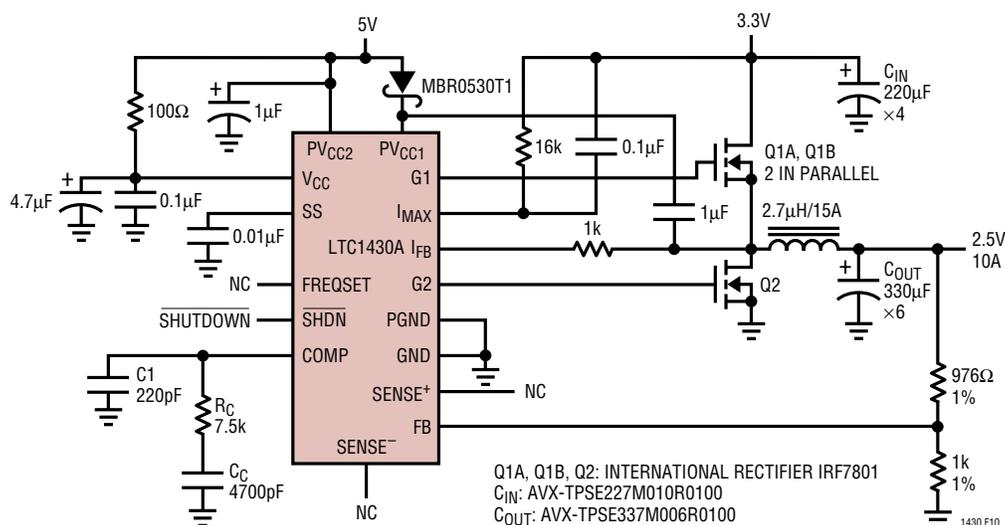 5V
3.3V
MBR0530T1
+
CIN
220µF
×4
100Ω
+
1µF
PVCC2 PVCC1
16k
0.1µF
Q1A, Q1B
2 IN PARALLEL
VCC
G1
+
4.7µF
0.1µF
SS
IMAX
1µF
2.7µH/15A
0.01µF
1k
LTC1430A IFB
2.5V
10A
NC
FREQSET
G2
Q2
+
COUT
330µF
×6
SHUTDOWN
SHDN
PGND
COMP
GND
C1
220pF
SENSE+
NC
976Ω
1%
RC
7.5k
FB
SENSE–
1k
1%
CC
4700pF
NC
Q1A, Q1B, Q2: INTERNATIONAL RECTIFIER IRF7801
CIN: AVX-TPSE227M010R0100
COUT: AVX-TPSE337M006R0100
1430 F10